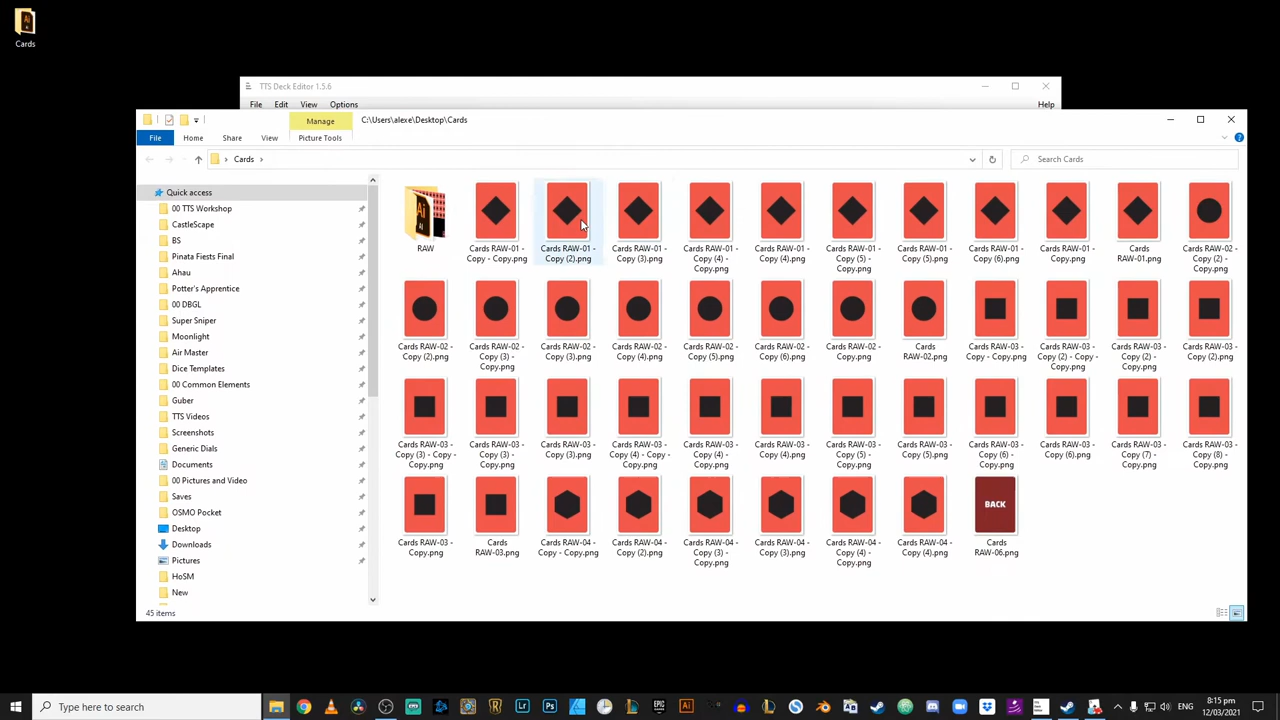 Cards
TTS Deck Editor 1.5.6
File Edit View Options Help
Manage C:\Users\alexe\Desktop\Cards
File Home Share View Picture Tools
Cards
Search Cards
Quick access
00 TTS Workshop
CastleScape
BS
Pinata Fiests Final
Ahau
Potter's Apprentice
00 DBGL
Super Sniper
Moonlight
Air Master
Dice Templates
00 Common Elements
Guber
TTS Videos
Screenshots
Generic Dials
Documents
00 Pictures and Video
Saves
OSMO Pocket
Desktop
Downloads
Pictures
HoSM
New
RAW
Cards RAW-01 -
Copy - Copy.png
Cards RAW-01 -
Copy (2).png
Cards RAW-01 -
Copy (3).png
Cards RAW-01 -
Copy (4) -
Copy.png
Cards RAW-01 -
Copy (4).png
Cards RAW-01 -
Copy (5) -
Copy.png
Cards RAW-01 -
Copy (5).png
Cards RAW-01 -
Copy (6).png
Cards RAW-01 -
Copy.png
Cards
RAW-01.png
Cards RAW-02 -
Copy (2) -
Copy.png
Cards RAW-02 -
Copy (2).png
Cards RAW-02 -
Copy (3) -
Copy.png
Cards RAW-02 -
Copy (3).png
Cards RAW-02 -
Copy (4).png
Cards RAW-02 -
Copy (5).png
Cards RAW-02 -
Copy (6).png
Cards RAW-02 -
Copy.png
Cards
RAW-02.png
Cards RAW-03 -
Copy - Copy.png
Cards RAW-03 -
Copy (2) - Copy -
Copy.png
Cards RAW-03 -
Copy (2) -
Copy.png
Cards RAW-03 -
Copy (2).png
Cards RAW-03 -
Copy (3) - Copy -
Copy.png
Cards RAW-03 -
Copy (3) -
Copy.png
Cards RAW-03 -
Copy (3).png
Cards RAW-03 -
Copy (4) - Copy -
Copy.png
Cards RAW-03 -
Copy (4) -
Copy.png
Cards RAW-03 -
Copy (4).png
Cards RAW-03 -
Copy (5) -
Copy.png
Cards RAW-03 -
Copy (5).png
Cards RAW-03 -
Copy (6) -
Copy.png
Cards RAW-03 -
Copy (6).png
Cards RAW-03 -
Copy (7) -
Copy.png
Cards RAW-03 -
Copy (8) -
Copy.png
Cards RAW-03 -
Copy.png
Cards
RAW-03.png
Cards RAW-04 -
Copy - Copy.png
Cards RAW-04 -
Copy (2).png
Cards RAW-04 -
Copy (3) -
Copy.png
Cards RAW-04 -
Copy (3).png
Cards RAW-04 -
Copy (4) -
Copy.png
Cards RAW-04 -
Copy (4).png
BACK
Cards
RAW-06.png
45 items
Type here to search
8:15 pm
12/03/2021